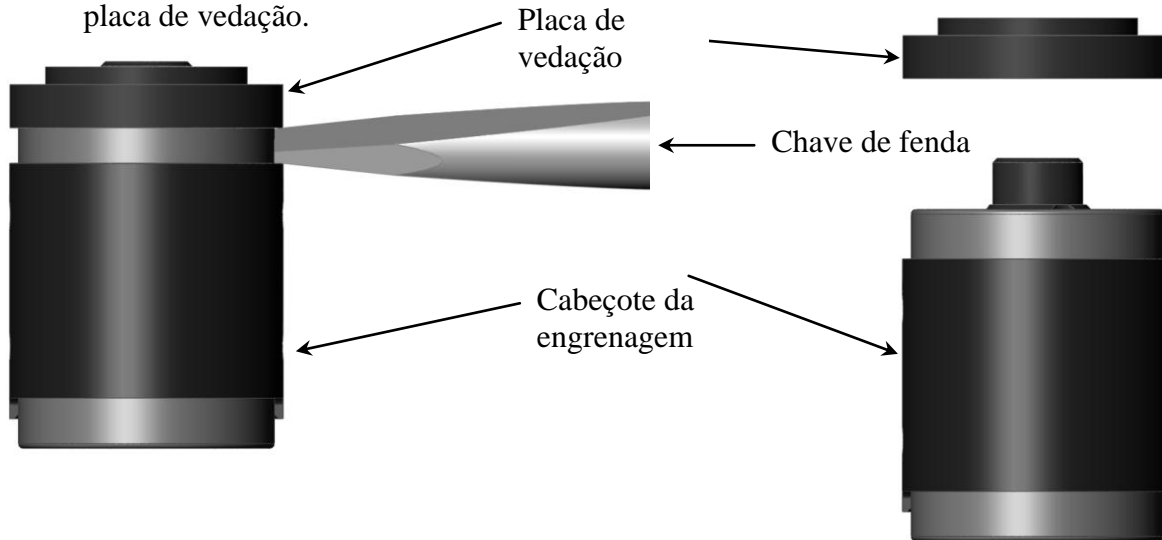 placa de vedação.
Placa de
vedação
Chave de fenda
Cabeçote da
engrenagem